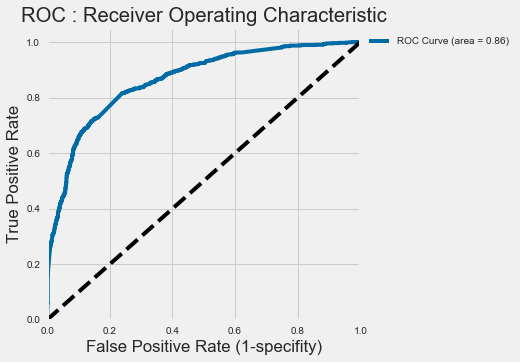 ROC : Receiver Operating Characteristic
1.0
0.8
0.6
0.4
0.2
0.0
True Positive Rate
0.0 0.2 0.4 0.6 0.8 1.0
False Positive Rate (1-specifity)
ROC Curve (area = 0.86)